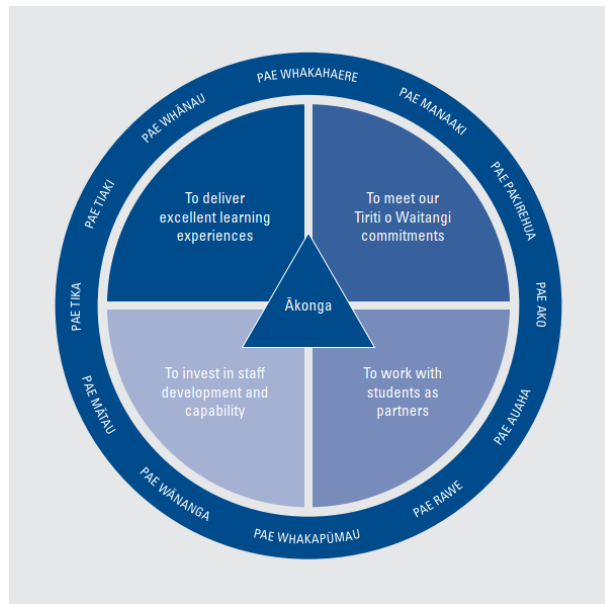 PAE WHAKAHAERE
PAE MANAAKI
PAE PAKIREHUA
PAE AKO
PAE AUAHA
PAE RAWE
PAE WHAKAPŪMAU
PAE WĀNANGA
PAE MĀTAU
PAE TIKA
PAE TIAKI
PAE WHĀNAU
To deliver
excellent learning
experiences
To meet our
Tiriti o Waitangi
commitments
Ākonga
To invest in staff
development and
capability
To work with
students as
partners